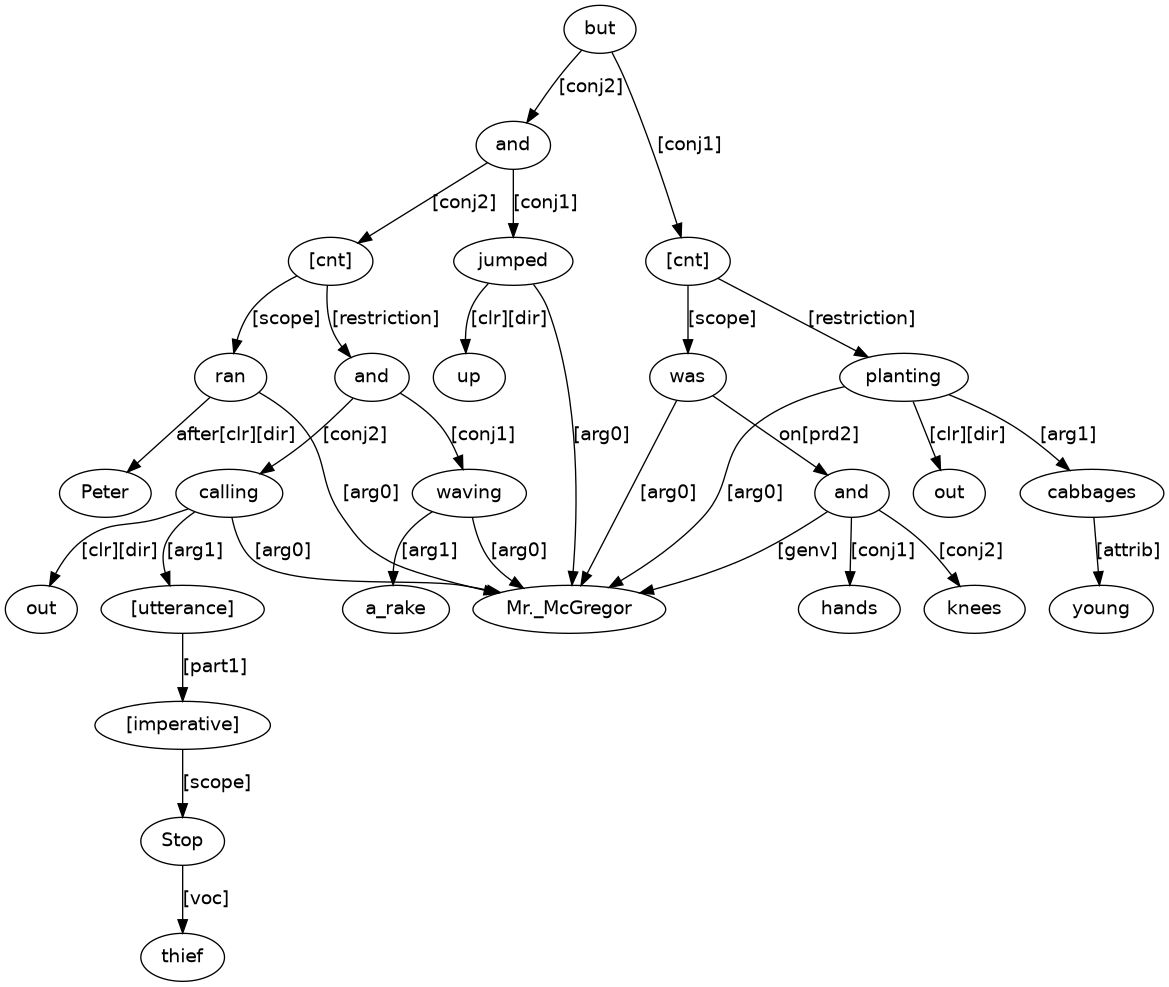 but
[conj2]
[conj1]
and
[conj2]
[conj1]
[cnt]
jumped
[cnt]
[scope]
[restriction]
[clr][dir]
[scope]
[restriction]
ran
and
up
was
planting
after[clr][dir]
[conj2]
[conj1]
[arg0]
on[prd2]
[clr][dir]
[arg1]
Peter
calling
waving
[arg0]
[arg0]
[arg0]
and
out
cabbages
[clr][dir]
[arg1]
[arg0]
[arg1]
[arg0]
[genv]
[conj1]
[conj2]
[attrib]
out
[utterance]
a_rake
Mr._McGregor
hands
knees
young
[part1]
[imperative]
[scope]
Stop
[voc]
thief